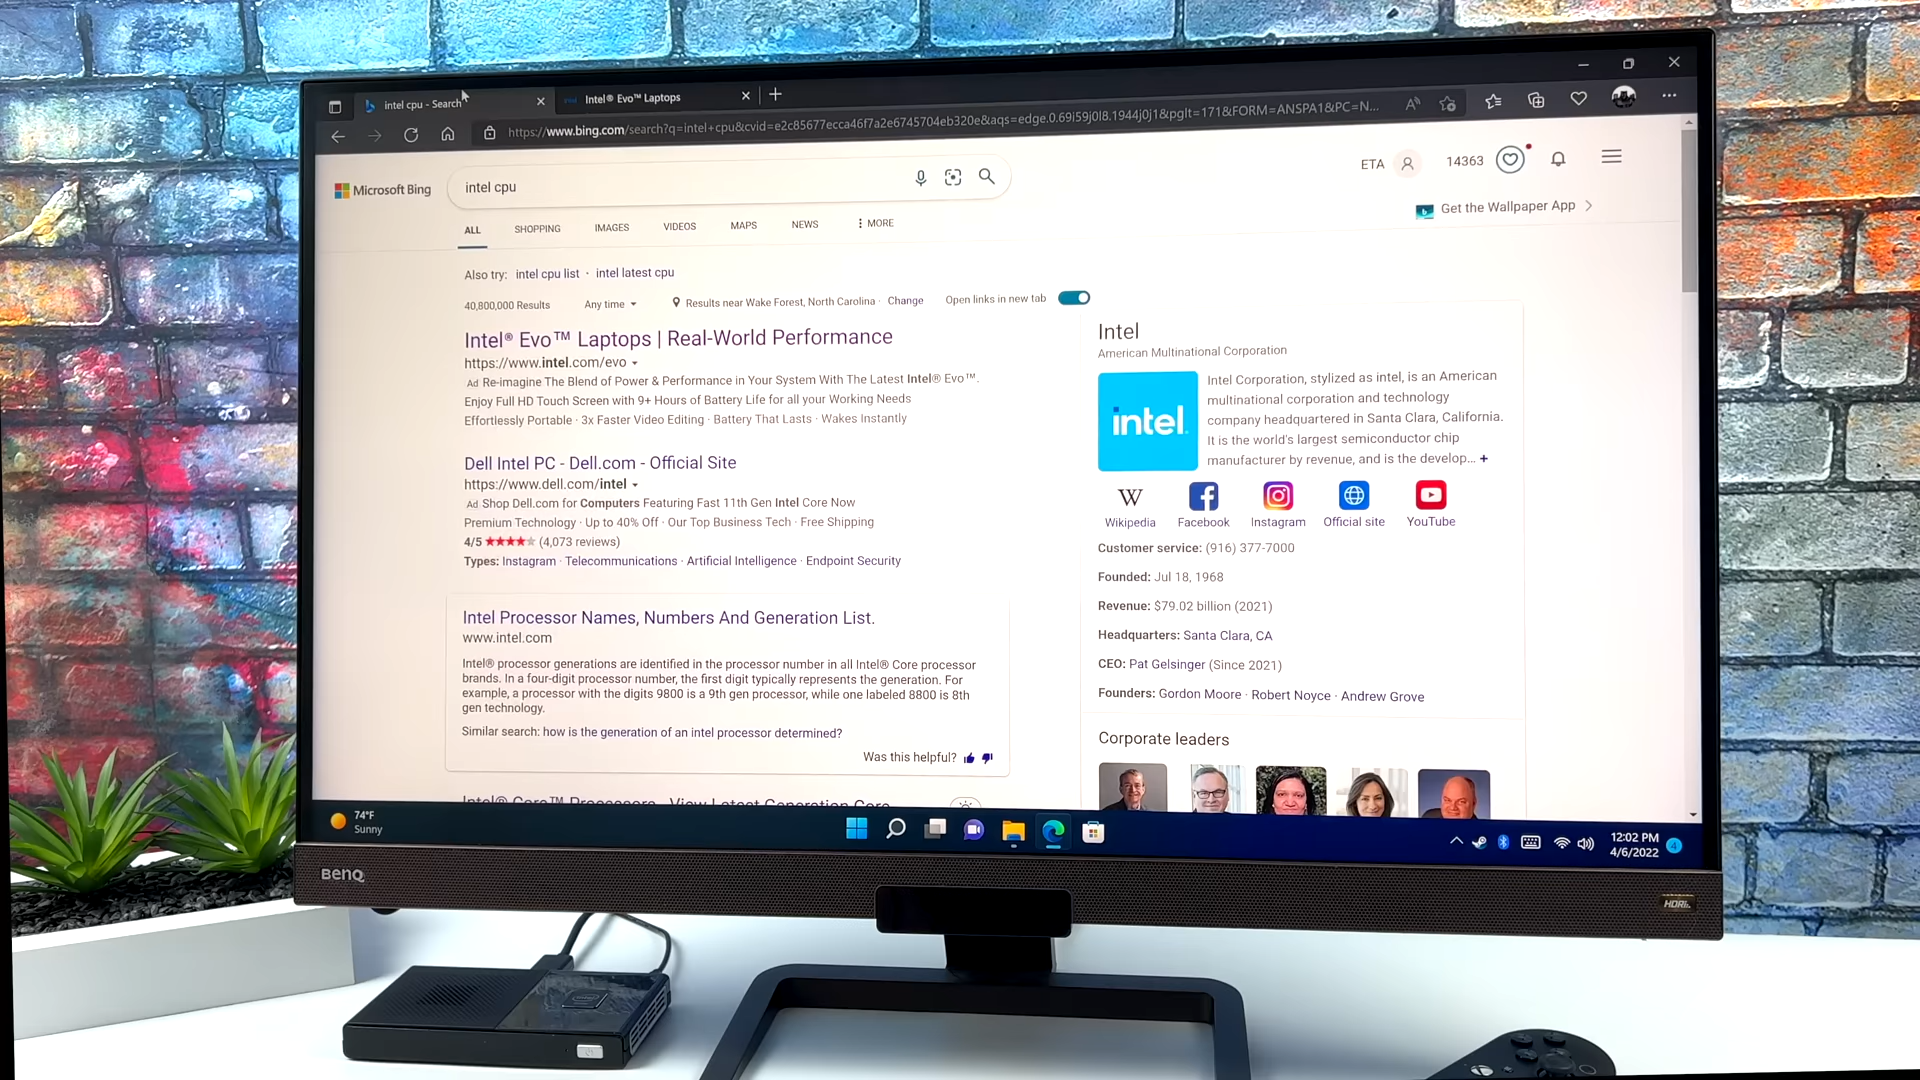 intel cpu - Search
Intel® Evo™ Laptops
https://www.bing.com/search?q=intel+cpu&cvid=e2c85677ecca46f7a2e6745704eb320e&aqs=edge.0.69i59j0l8.1944j0j1&pglt=171&FORM=ANSPA1&PC=N...
Microsoft Bing
intel cpu
ETA
14363
ALL
SHOPPING
IMAGES
VIDEOS
MAPS
NEWS
MORE
Get the Wallpaper App
Also try: intel cpu list · intel latest cpu
40,800,000 Results
Any time
Results near Wake Forest, North Carolina · Change
Open links in new tab
Intel® Evo™ Laptops | Real-World Performance
https://www.intel.com/evo
Ad Re-imagine The Blend of Power & Performance in Your System With The Latest Intel® Evo™.
Enjoy Full HD Touch Screen with 9+ Hours of Battery Life for all your Working Needs
Effortlessly Portable · 3x Faster Video Editing · Battery That Lasts · Wakes Instantly
Dell Intel PC - Dell.com - Official Site
https://www.dell.com/intel
Ad Shop Dell.com for Computers Featuring Fast 11th Gen Intel Core Now
Premium Technology · Up to 40% Off · Our Top Business Tech · Free Shipping
4/5 ★★★★★ (4,073 reviews)
Types: Instagram · Telecommunications · Artificial Intelligence · Endpoint Security
Intel Processor Names, Numbers And Generation List.
www.intel.com
Intel® processor generations are identified in the processor number in all Intel® Core processor
brands. In a four-digit processor number, the first digit typically represents the generation. For
example, a processor with the digits 9800 is a 9th gen processor, while one labeled 8800 is 8th
gen technology.
Similar search: how is the generation of an intel processor determined?
Was this helpful?
Intel® Core™ Processors - View Latest Generation Core
Intel
American Multinational Corporation
intel.
Intel Corporation, stylized as intel, is an American
multinational corporation and technology
company headquartered in Santa Clara, California.
It is the world's largest semiconductor chip
manufacturer by revenue, and is the develop... +
W
Wikipedia
Facebook
Instagram
Official site
YouTube
Customer service: (916) 377-7000
Founded: Jul 18, 1968
Revenue: $79.02 billion (2021)
Headquarters: Santa Clara, CA
CEO: Pat Gelsinger (Since 2021)
Founders: Gordon Moore · Robert Noyce · Andrew Grove
Corporate leaders
74°F
Sunny
12:02 PM
4/6/2022
4
BenQ
HDRi